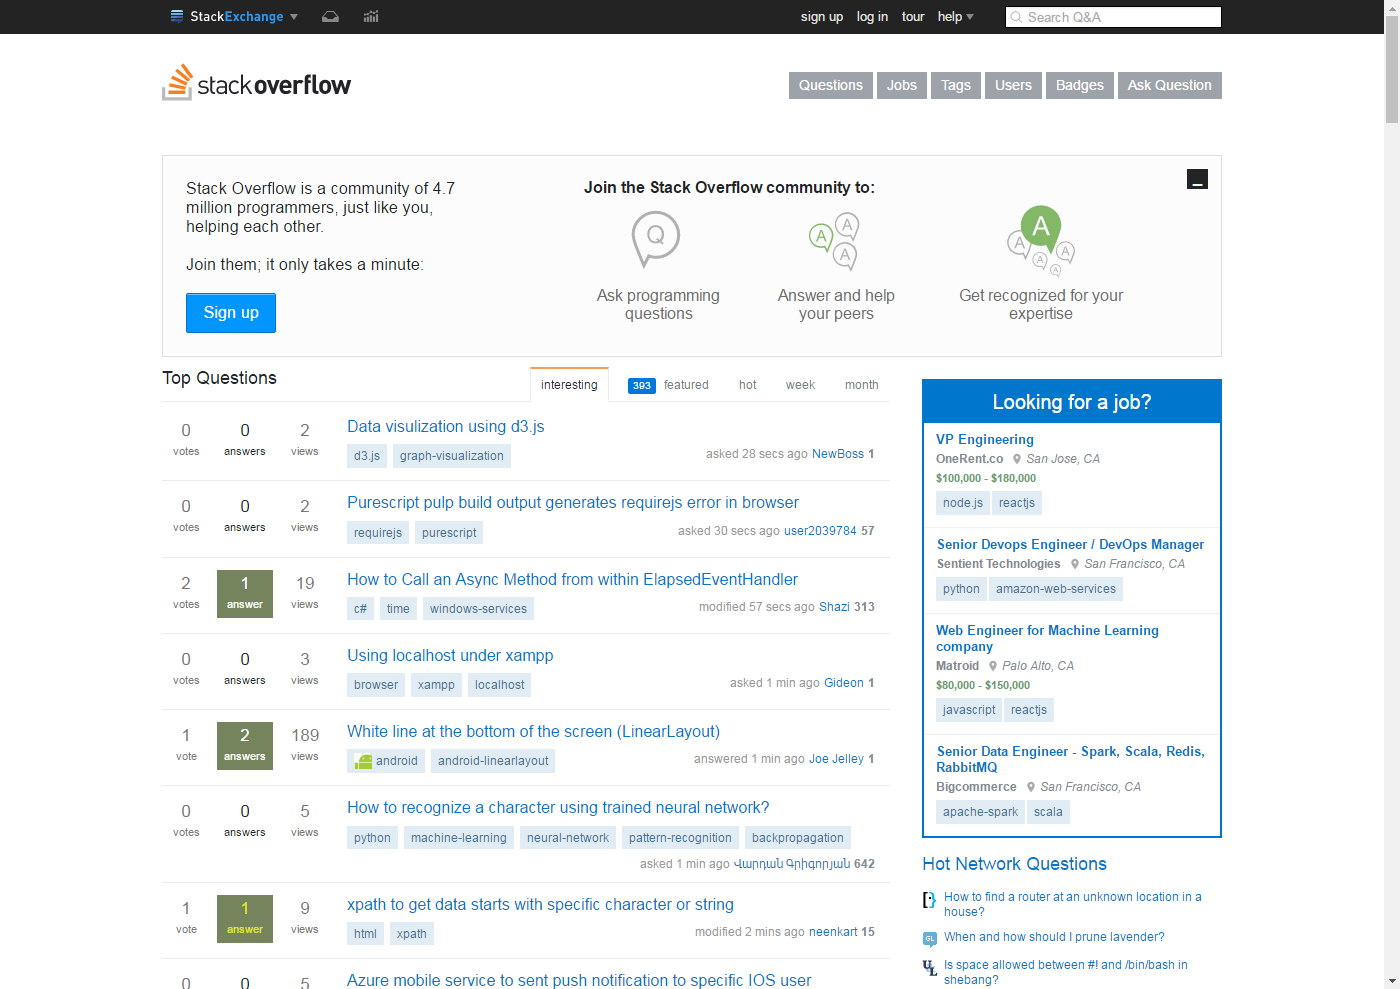 StackExchange
sign up log in tour help
Search Q&A
stackoverflow
Questions Jobs Tags Users Badges Ask Question
Stack Overflow is a community of 4.7
million programmers, just like you,
helping each other.
Join them; it only takes a minute:
Sign up
Join the Stack Overflow community to:
Q
A A A
A A A A A
Ask programming
questions
Answer and help
your peers
Get recognized for your
expertise
Top Questions
interesting 393 featured hot week month
0 votes 0 answers 2 views
Data visulization using d3.js
d3.js graph-visualization
asked 28 secs ago NewBoss 1
0 votes 0 answers 2 views
Purescript pulp build output generates requirejs error in browser
requirejs purescript
asked 30 secs ago user2039784 57
2 votes 1 answer 19 views
How to Call an Async Method from within ElapsedEventHandler
c# time windows-services
modified 57 secs ago Shazi 313
0 votes 0 answers 3 views
Using localhost under xampp
browser xampp localhost
asked 1 min ago Gideon 1
1 vote 2 answers 189 views
White line at the bottom of the screen (LinearLayout)
android android-linearlayout
answered 1 min ago Joe Jelley 1
0 votes 0 answers 5 views
How to recognize a character using trained neural network?
python machine-learning neural-network pattern-recognition backpropagation
asked 1 min ago Վարդան Գրիգորյան 642
1 vote 1 answer 9 views
xpath to get data starts with specific character or string
html xpath
modified 2 mins ago neenkart 15
0 0 5
Azure mobile service to sent push notification to specific IOS user
Looking for a job?
VP Engineering
OneRent.co San Jose, CA
$100,000 - $180,000
node.js reactjs
Senior Devops Engineer / DevOps Manager
Sentient Technologies San Francisco, CA
python amazon-web-services
Web Engineer for Machine Learning
company
Matroid Palo Alto, CA
$80,000 - $150,000
javascript reactjs
Senior Data Engineer - Spark, Scala, Redis,
RabbitMQ
Bigcommerce San Francisco, CA
apache-spark scala
Hot Network Questions
How to find a router at an unknown location in a
house?
GL
When and how should I prune lavender?
UL
Is space allowed between #! and /bin/bash in
shebang?